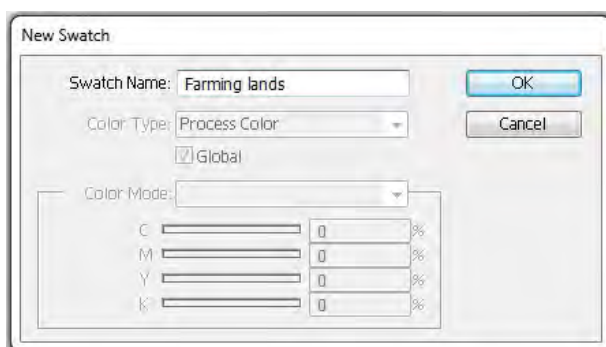 New Swatch
Swatch Name: Farming lands
OK
Color Type: Process Color
Cancel
Global
Color Mode:
C 0 %
M 0 %
Y 0 %
K 0 %